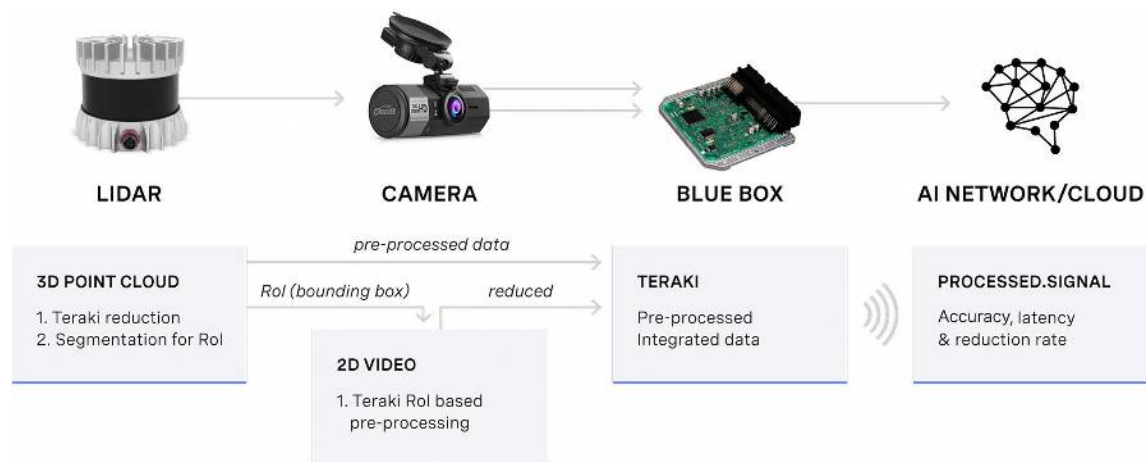 LIDAR
CAMERA
BLUE BOX
AI NETWORK/CLOUD
pre-processed data
3D POINT CLOUD
1. Teraki reduction
2. Segmentation for RoI
RoI (bounding box)
reduced
2D VIDEO
1. Teraki RoI based
pre-processing
TERAKI
Pre-processed
Integrated data
PROCESSED.SIGNAL
Accuracy, latency
& reduction rate